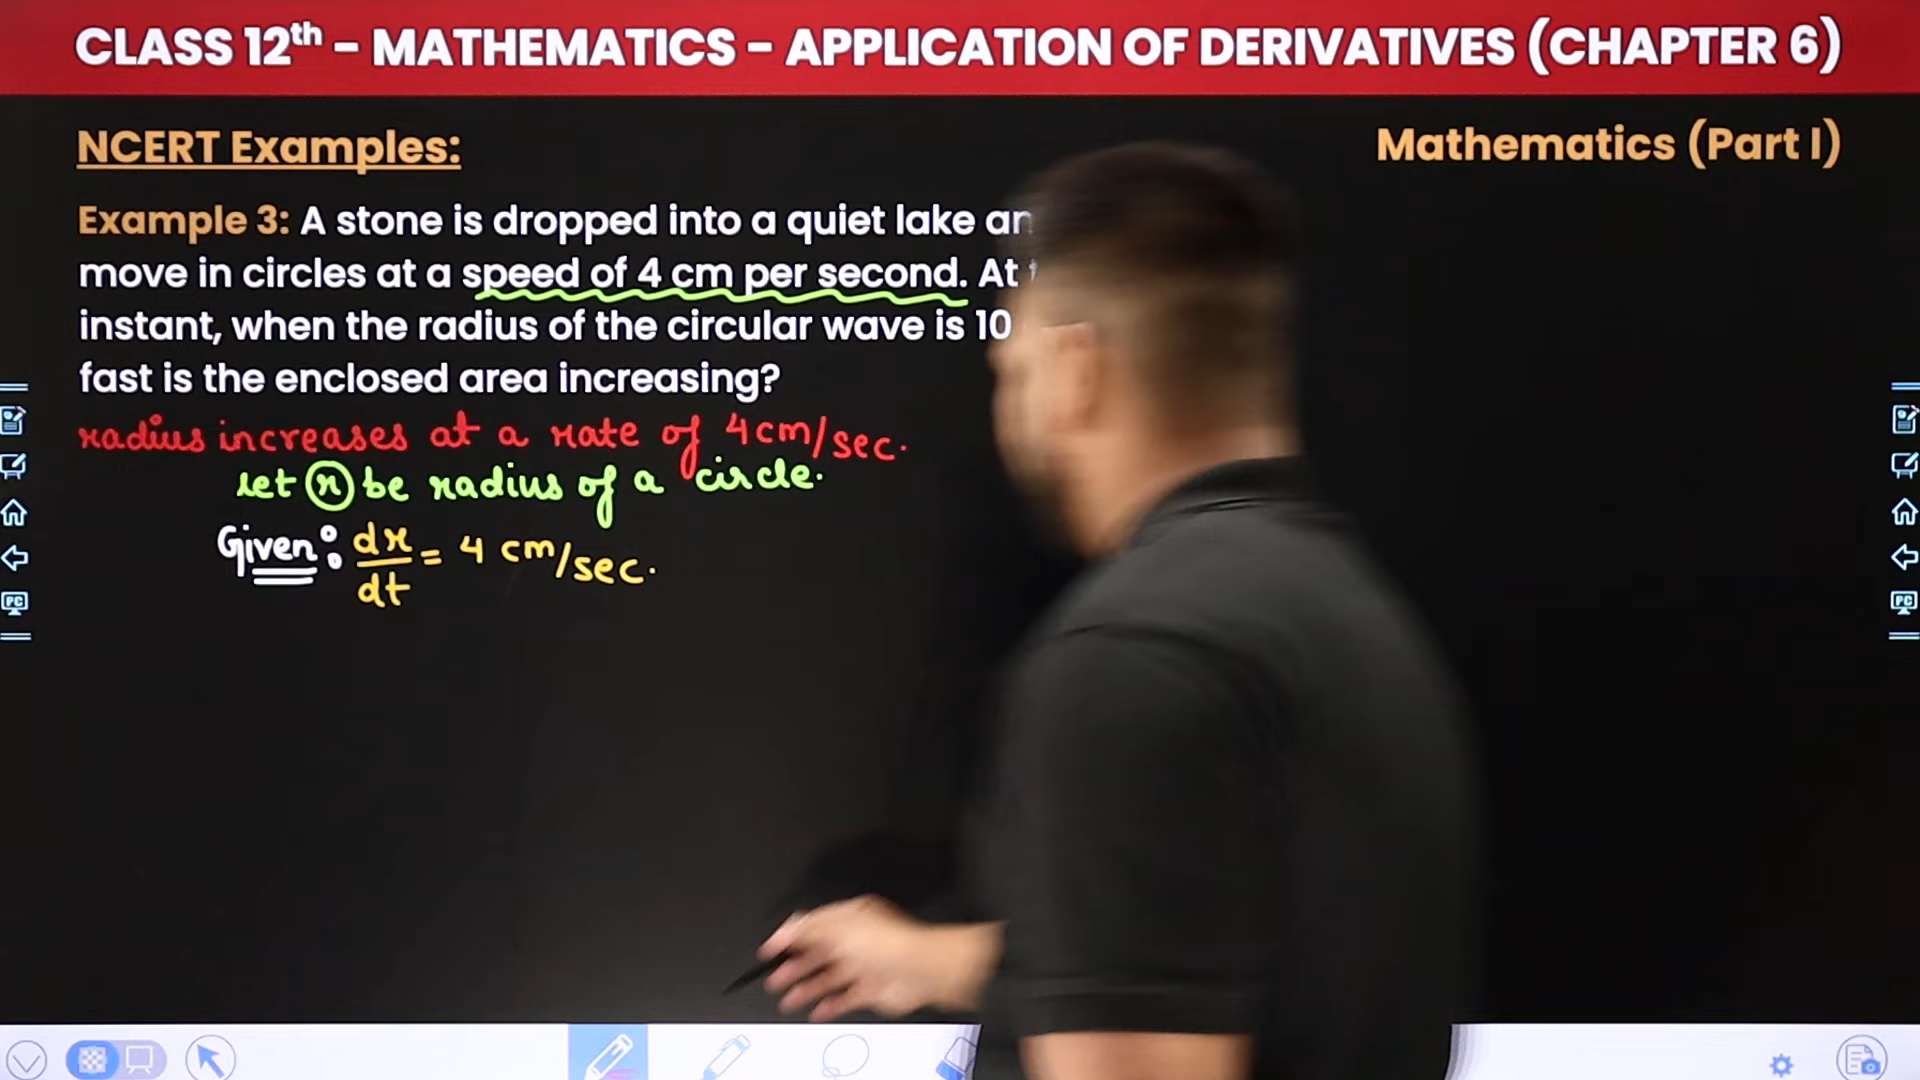 CLASS 12th - MATHEMATICS - APPLICATION OF DERIVATIVES (CHAPTER 6)
NCERT Examples:
Mathematics (Part I)
Example 3: A stone is dropped into a quiet lake
move in circles at a speed of 4 cm per second. At
instant, when the radius of the circular wave is 10
fast is the enclosed area increasing?
radius increases at a rate of 4cm/sec.
let r be radius of a circle.
Given: dr/dt = 4 cm/sec.
PC
PC